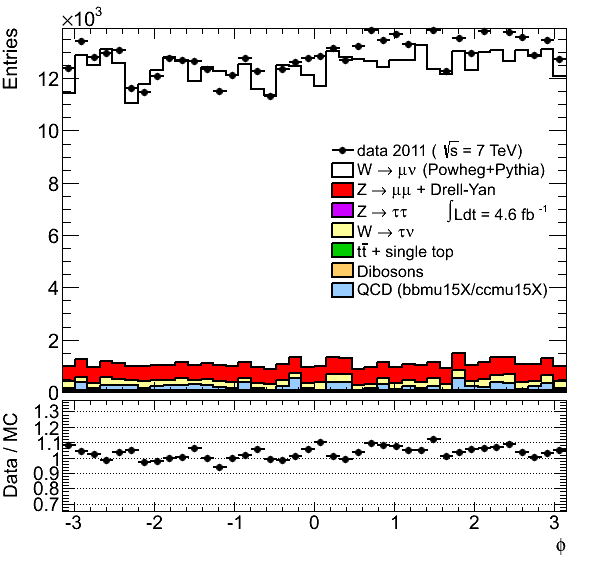 ×10³
Entries
12
10
8
6
4
2
0
data 2011 ( √s = 7 TeV)
W → μν (Powheg+Pythia)
Z → μμ + Drell-Yan
Z → ττ
∫Ldt = 4.6 fb⁻¹
W → τν
tt̅ + single top
Dibosons
QCD (bbmu15X/ccmu15X)
Data / MC
1.3
1.2
1.1
1
0.9
0.8
0.7
-3 -2 -1 0 1 2 3
ϕ